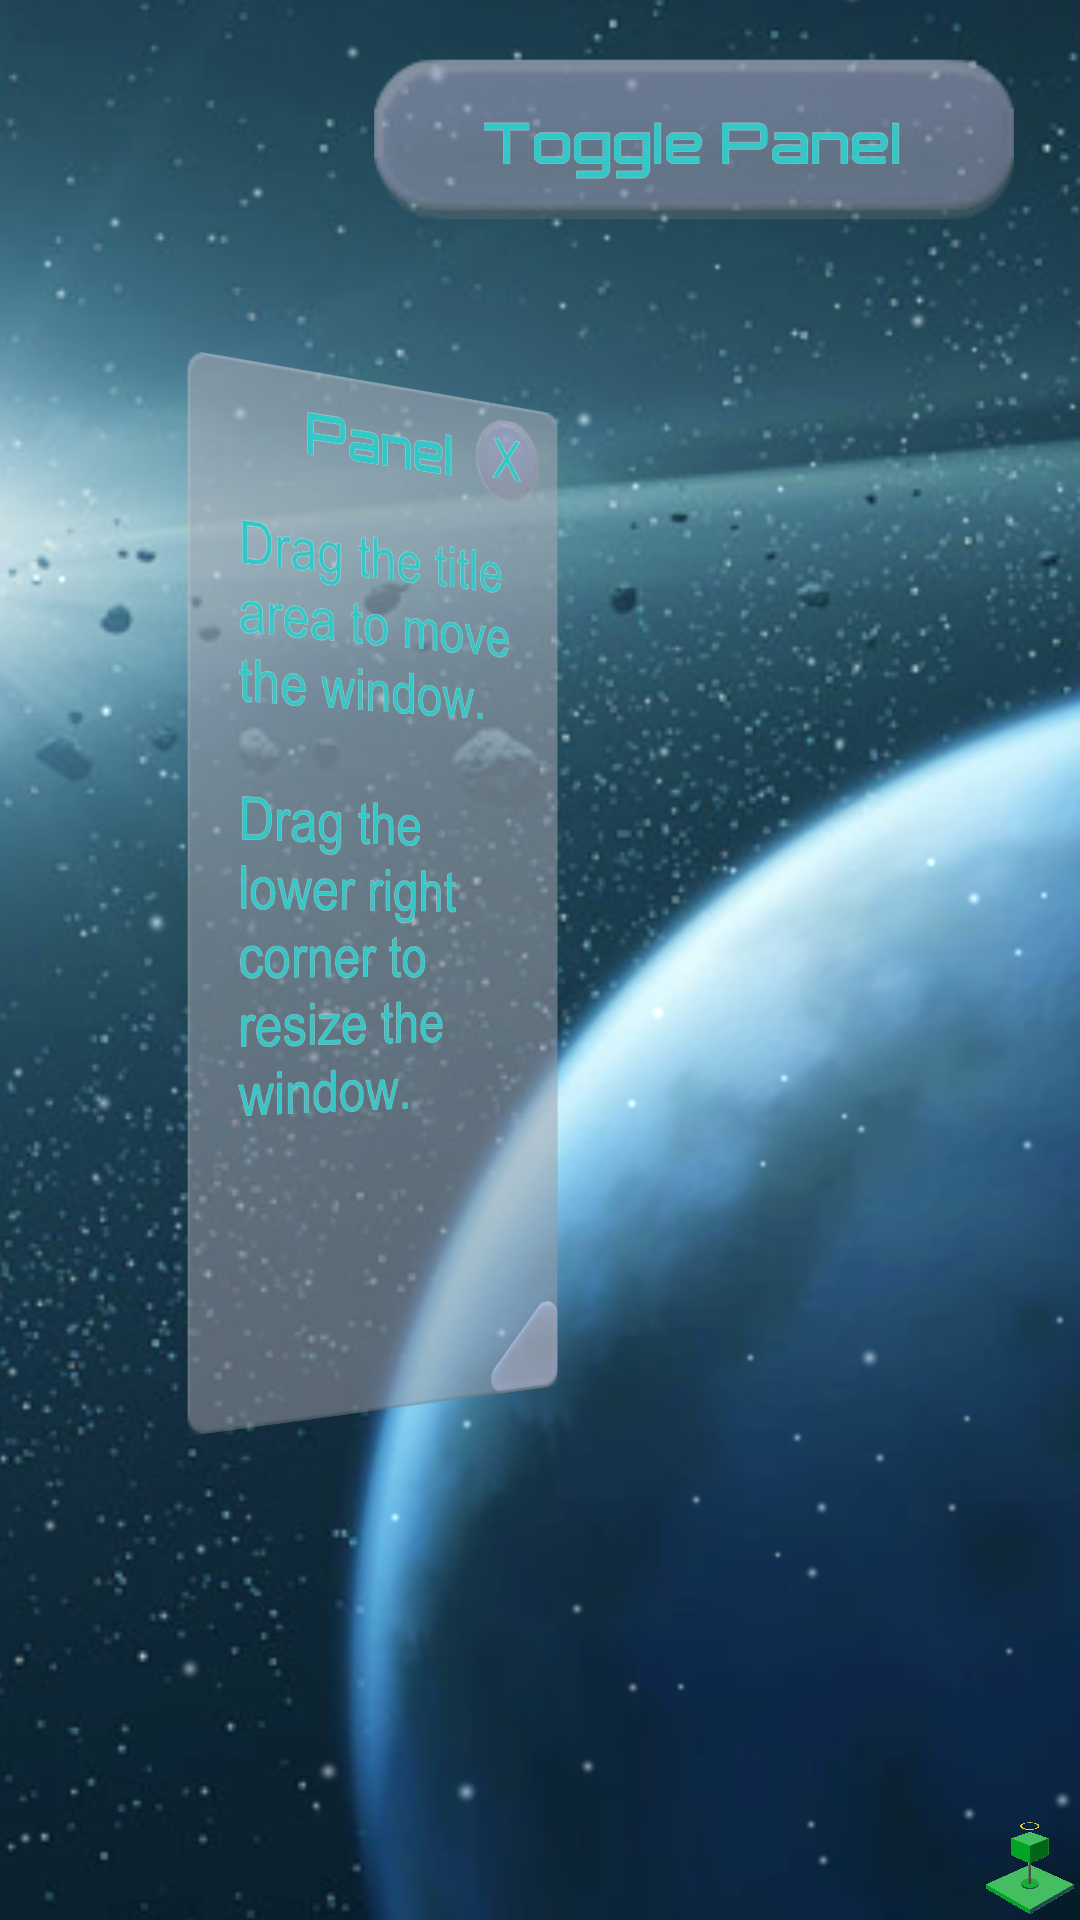 Toggle Panel
Panel
X
Drag the title
area to move
the window.
Drag the
lower right
corner to
resize the
window.